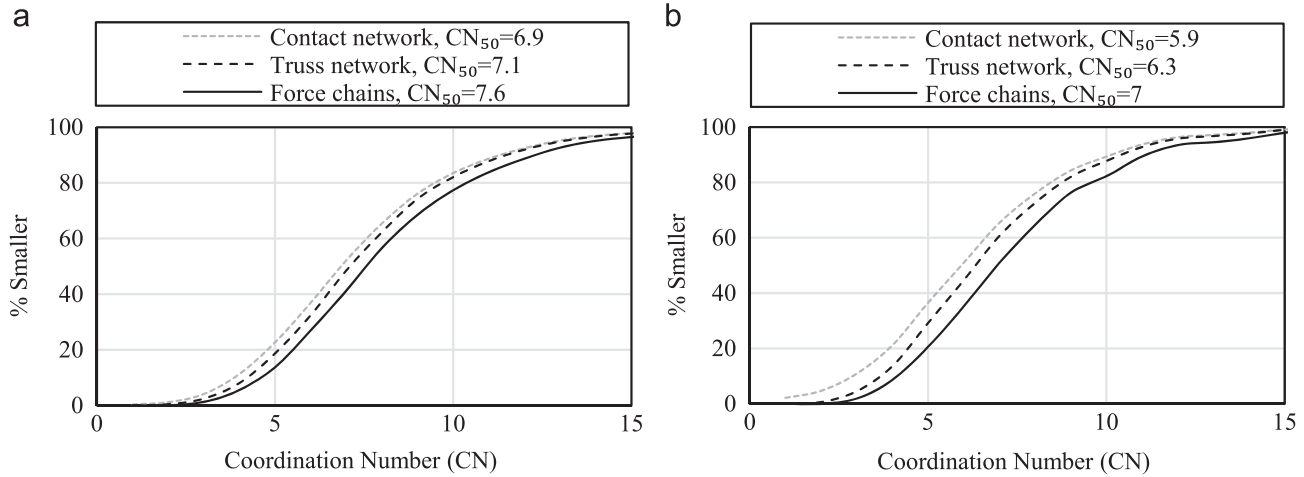 a
Contact network, CN₅₀=6.9
Truss network, CN₅₀=7.1
Force chains, CN₅₀=7.6
100
80
60
40
20
0
% Smaller
0 5 10 15
Coordination Number (CN)
b
Contact network, CN₅₀=5.9
Truss network, CN₅₀=6.3
Force chains, CN₅₀=7
100
80
60
40
20
0
% Smaller
0 5 10 15
Coordination Number (CN)